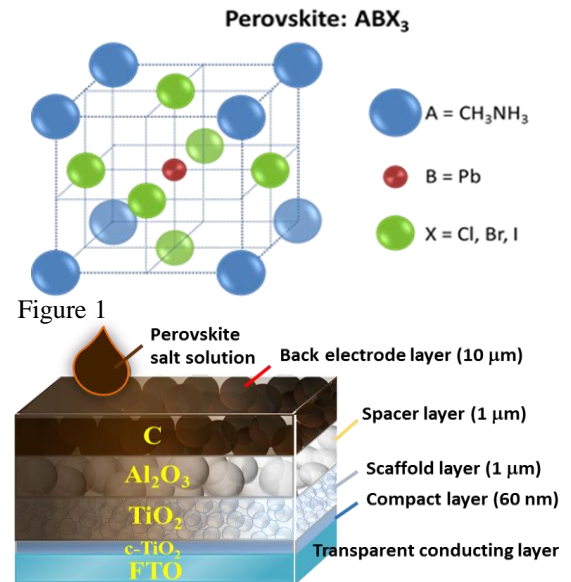 Perovskite: ABX₃
A = CH₃NH₃
B = Pb
X = Cl, Br, I
Figure 1
Perovskite
salt solution
Back electrode layer (10 μm)
Spacer layer (1 μm)
Scaffold layer (1 μm)
Compact layer (60 nm)
Transparent conducting layer
C
Al₂O₃
TiO₂
c-TiO₂
FTO